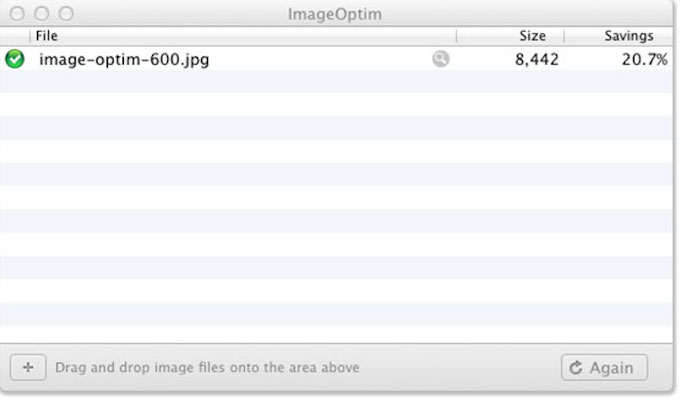 ImageOptim
File Size Savings
image-optim-600.jpg 8,442 20.7%
Drag and drop image files onto the area above Again